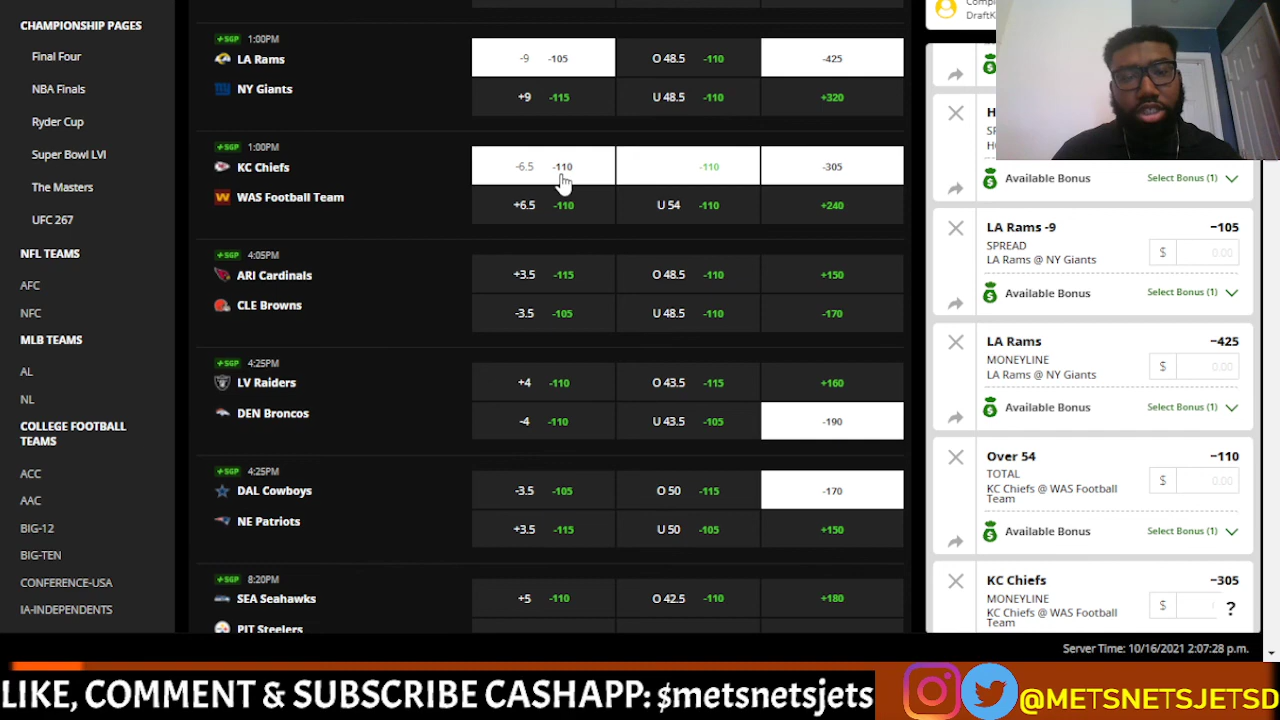 CHAMPIONSHIP PAGES
Final Four
NBA Finals
Ryder Cup
Super Bowl LVI
The Masters
UFC 267
NFL TEAMS
AFC
NFC
MLB TEAMS
AL
NL
COLLEGE FOOTBALL
TEAMS
ACC
AAC
BIG-12
BIG-TEN
CONFERENCE-USA
IA-INDEPENDENTS
+SGP 1:00PM
LA Rams -9 -105 O 48.5 -110 -425
NY Giants +9 -115 U 48.5 -110 +320
+SGP 1:00PM
KC Chiefs -6.5 -110 -110 -305
WAS Football Team +6.5 -110 U 54 -110 +240
+SGP 4:05PM
ARI Cardinals +3.5 -115 O 48.5 -110 +150
CLE Browns -3.5 -105 U 48.5 -110 -170
+SGP 4:25PM
LV Raiders +4 -110 O 43.5 -115 +160
DEN Broncos -4 -110 U 43.5 -105 -190
+SGP 4:25PM
DAL Cowboys -3.5 -105 O 50 -115 -170
NE Patriots +3.5 -115 U 50 -105 +150
+SGP 8:20PM
SEA Seahawks +5 -110 O 42.5 -110 +180
PIT Steelers
Available Bonus Select Bonus (1)
LA Rams -9 −105
SPREAD $ 0.00
LA Rams @ NY Giants
Available Bonus Select Bonus (1)
LA Rams −425
MONEYLINE $ 0.00
LA Rams @ NY Giants
Available Bonus Select Bonus (1)
Over 54 −110
TOTAL $ 0.00
KC Chiefs @ WAS Football
Team
Available Bonus Select Bonus (1)
KC Chiefs −305
MONEYLINE $ ?
KC Chiefs @ WAS Football
Team
Server Time: 10/16/2021 2:07:28 p.m.
LIKE, COMMENT & SUBSCRIBE CASHAPP: $metsnetsjets
@METSNETSJETSD